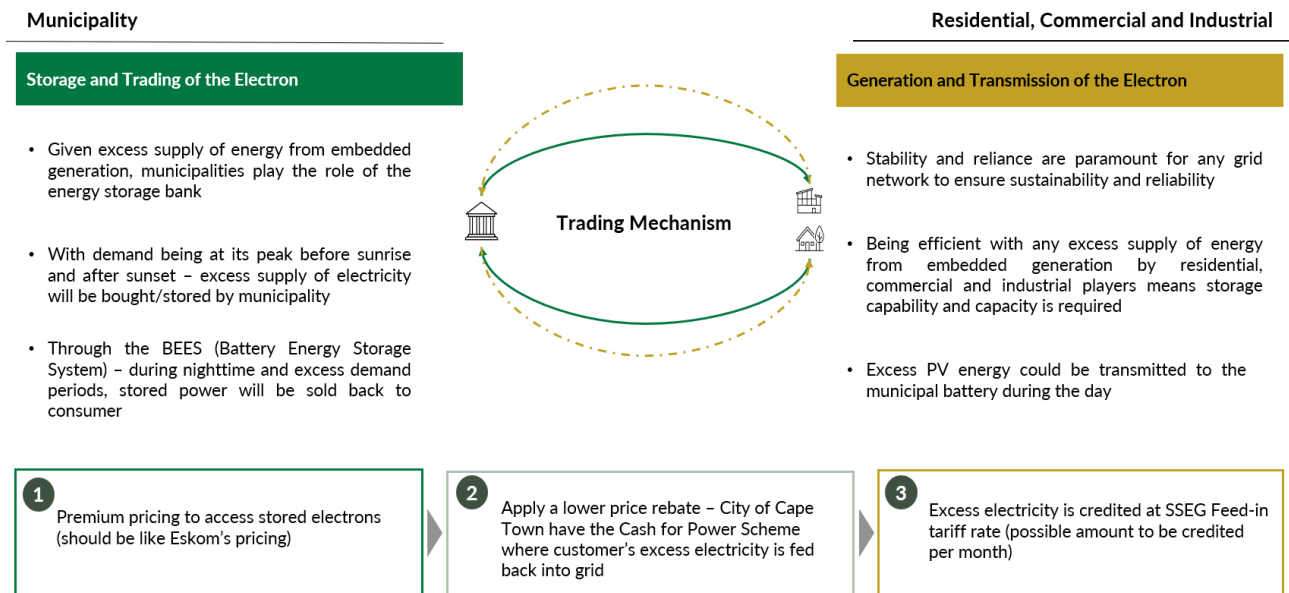 Municipality
Residential, Commercial and Industrial
Storage and Trading of the Electron
Generation and Transmission of the Electron
• Given excess supply of energy from embedded
generation, municipalities play the role of the
energy storage bank
• With demand being at its peak before sunrise
and after sunset – excess supply of electricity
will be bought/stored by municipality
• Through the BEES (Battery Energy Storage
System) – during nighttime and excess demand
periods, stored power will be sold back to
consumer
Trading Mechanism
• Stability and reliance are paramount for any grid
network to ensure sustainability and reliability
• Being efficient with any excess supply of energy
from embedded generation by residential,
commercial and industrial players means storage
capability and capacity is required
• Excess PV energy could be transmitted to the
municipal battery during the day
1
Premium pricing to access stored electrons
(should be like Eskom's pricing)
2
Apply a lower price rebate – City of Cape
Town have the Cash for Power Scheme
where customer's excess electricity is fed
back into grid
3
Excess electricity is credited at SSEG Feed-in
tariff rate (possible amount to be credited
per month)